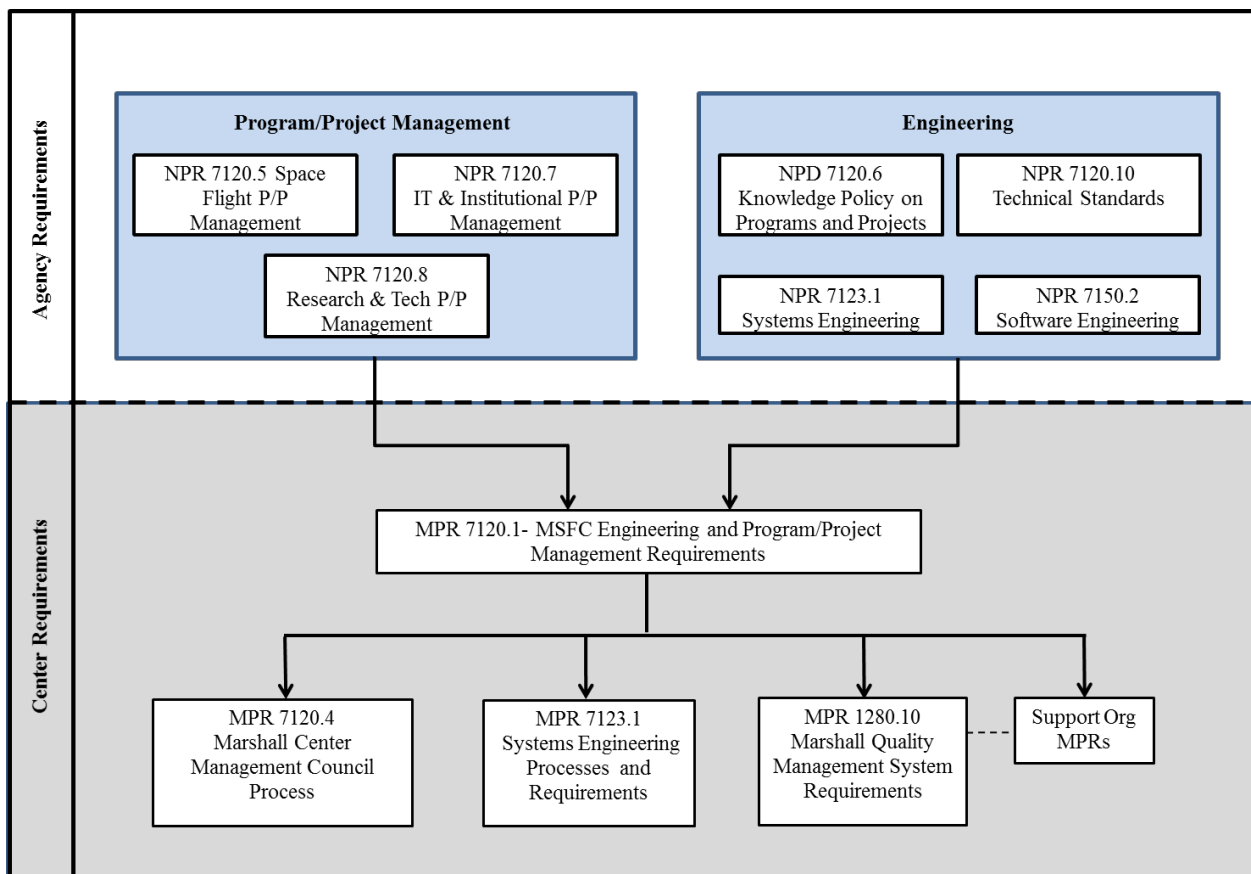 Agency Requirements
Program/Project Management
NPR 7120.5 Space
Flight P/P
Management
NPR 7120.7
IT & Institutional P/P
Management
NPR 7120.8
Research & Tech P/P
Management
Engineering
NPD 7120.6
Knowledge Policy on
Programs and Projects
NPR 7120.10
Technical Standards
NPR 7123.1
Systems Engineering
NPR 7150.2
Software Engineering
Center Requirements
MPR 7120.1- MSFC Engineering and Program/Project
Management Requirements
MPR 7120.4
Marshall Center
Management Council
Process
MPR 7123.1
Systems Engineering
Processes and
Requirements
MPR 1280.10
Marshall Quality
Management System
Requirements
Support Org
MPRs